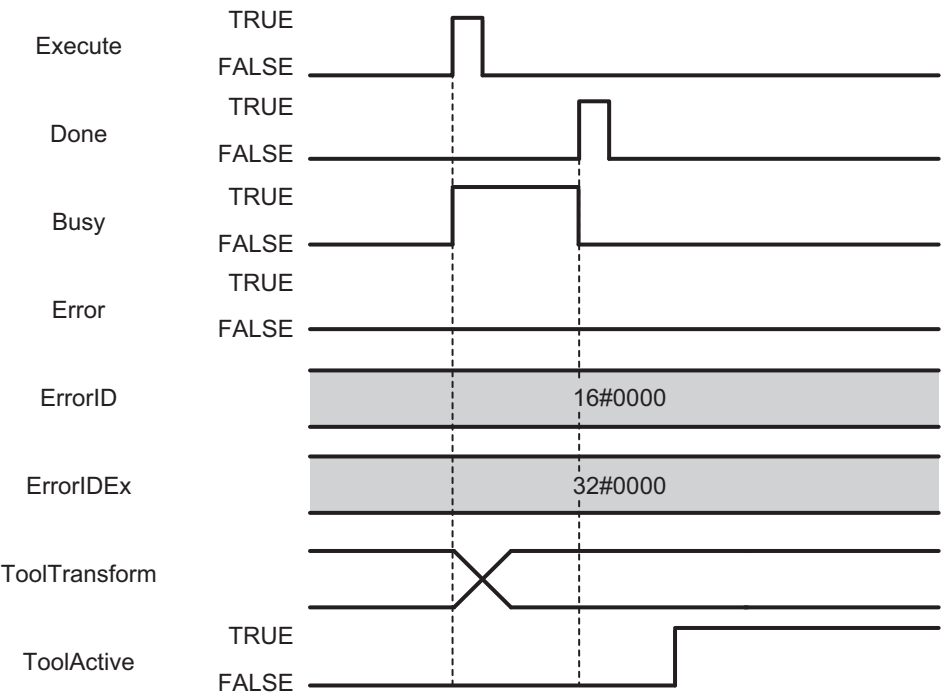 TRUE
Execute
FALSE
TRUE
Done
FALSE
TRUE
Busy
FALSE
TRUE
Error
FALSE
ErrorID 16#0000
ErrorIDEx 32#0000
ToolTransform
TRUE
ToolActive
FALSE